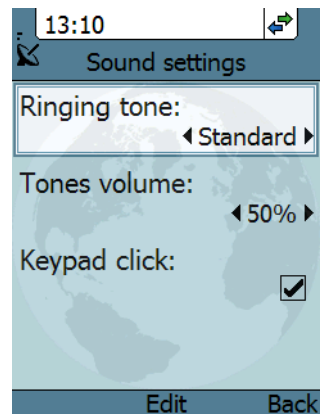 13:10
Sound settings
Ringing tone:
Standard
Tones volume:
50%
Keypad click:
Edit Back